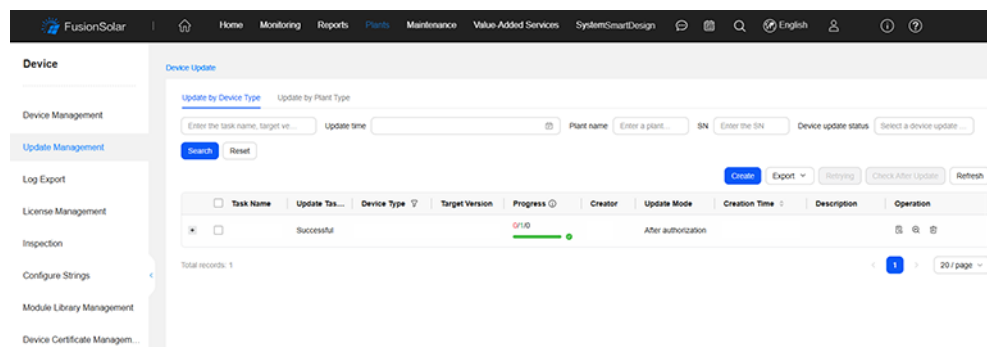 FusionSolar Home Monitoring Reports Plants Maintenance Value-Added Services SystemSmartDesign English
Device
Device Update
Update by Device Type Update by Plant Type
Device Management
Enter the task name, target ve... Update time Plant name Enter a plant... SN Enter the SN Device update status Select a device update ...
Update Management
Search Reset
Log Export
Create Export Retrying Check After Update Refresh
License Management
Task Name Update Tas... Device Type Target Version Progress Creator Update Mode Creation Time Description Operation
Inspection
Successful 0/1/0 After authorization
Configure Strings
Total records: 1 < 1 > 20 / page
Module Library Management
Device Certificate Managem...